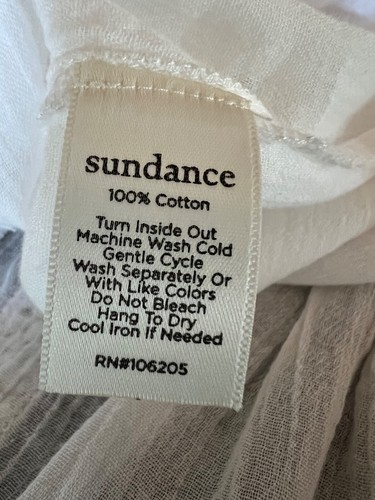 sundance
100% Cotton
Turn Inside Out
Machine Wash Cold
Gentle Cycle
Wash Separately Or
With Like Colors
Do Not Bleach
Hang To Dry
Cool Iron If Needed
RN#106205